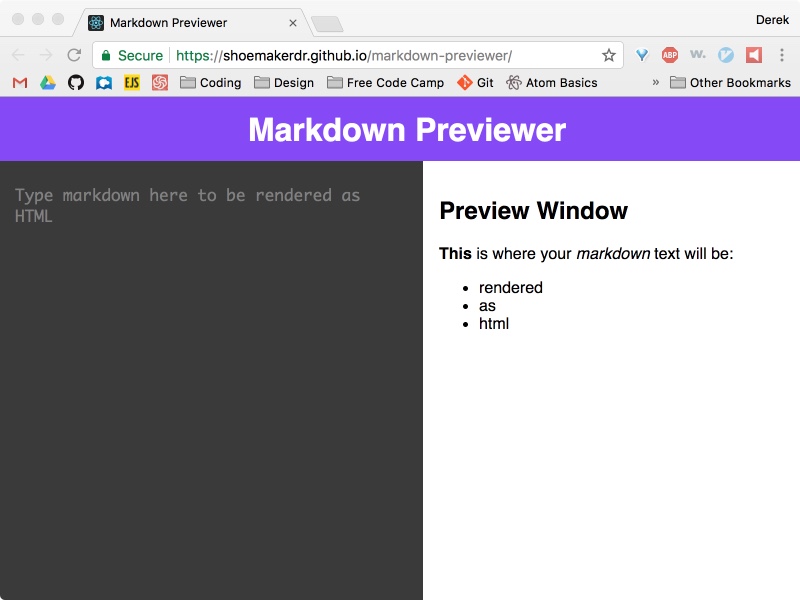 Markdown Previewer
Derek
Secure https://shoemakerdr.github.io/markdown-previewer/ ABP W.
EJS Coding Design Free Code Camp Git Atom Basics » Other Bookmarks
Markdown Previewer
Type markdown here to be rendered as
HTML
Preview Window
This is where your markdown text will be:
• rendered
• as
• html